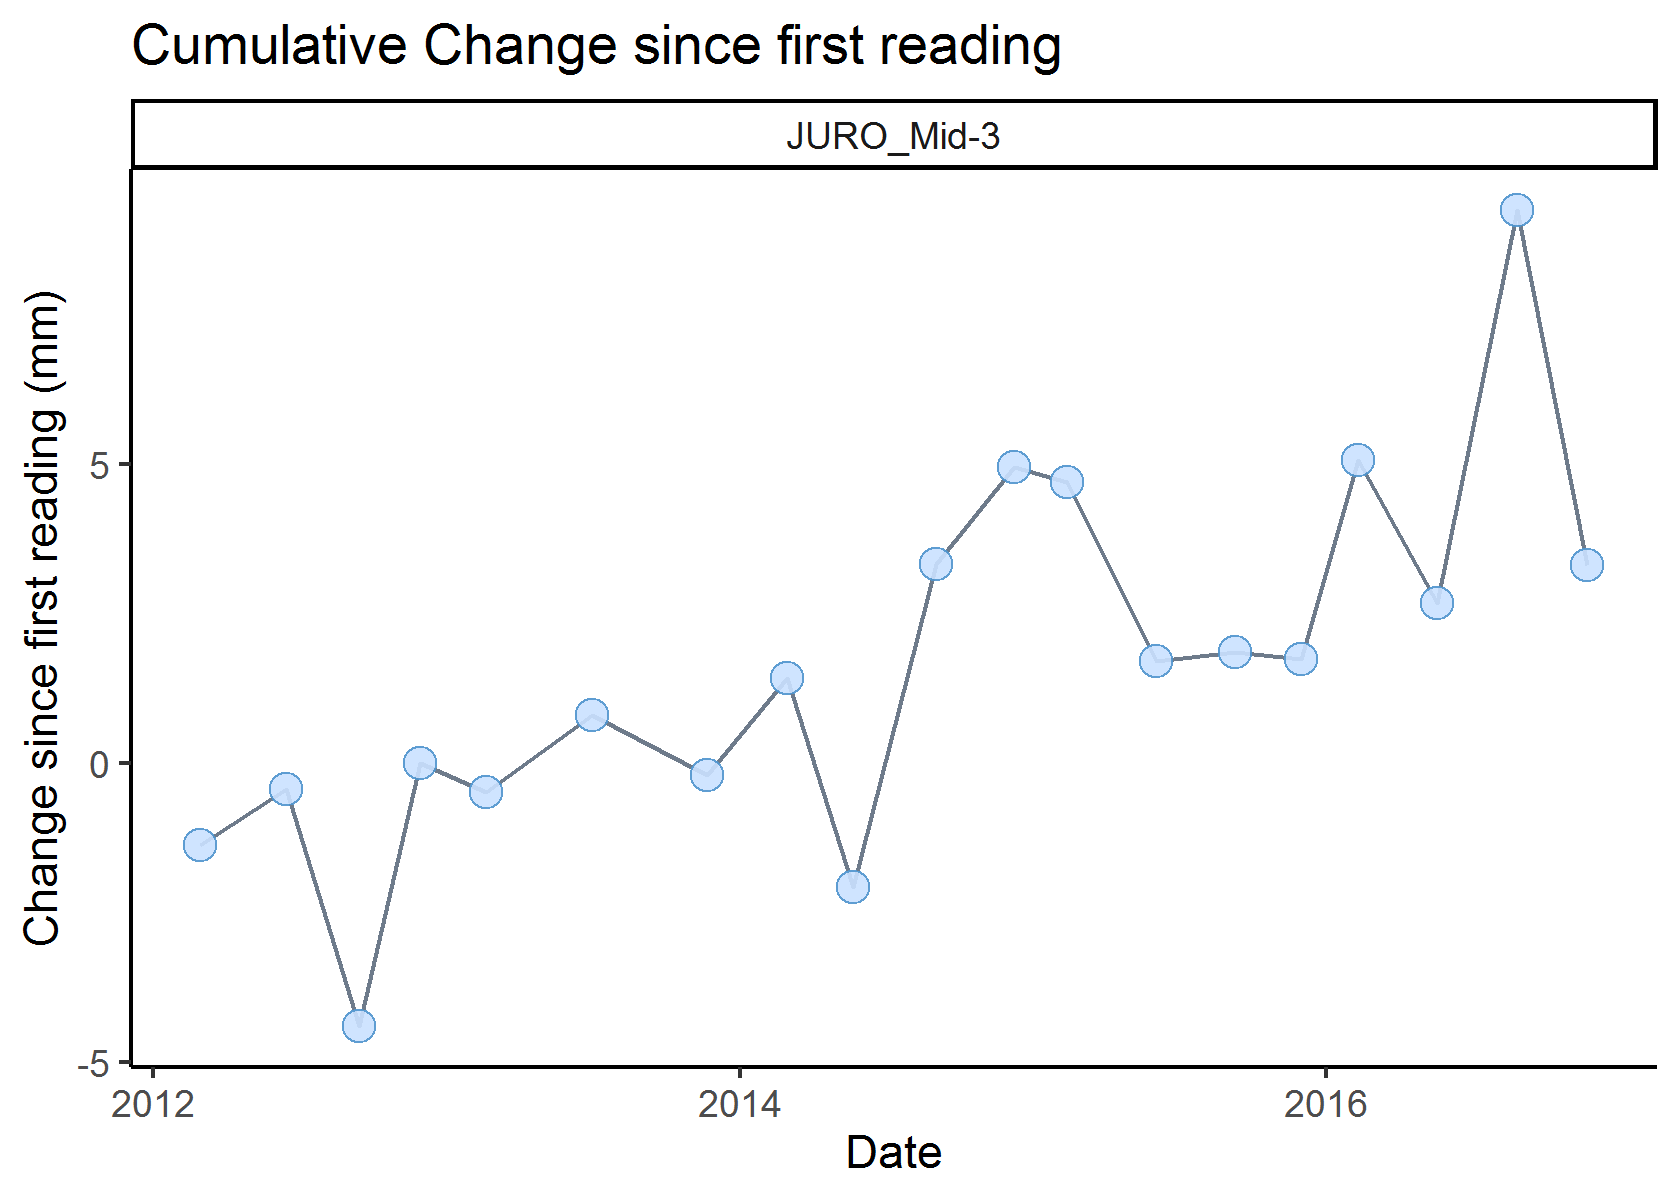 Cumulative Change since first reading
JURO_Mid-3
Change since first reading (mm)
5
0
-5
2012
2014
2016
Date